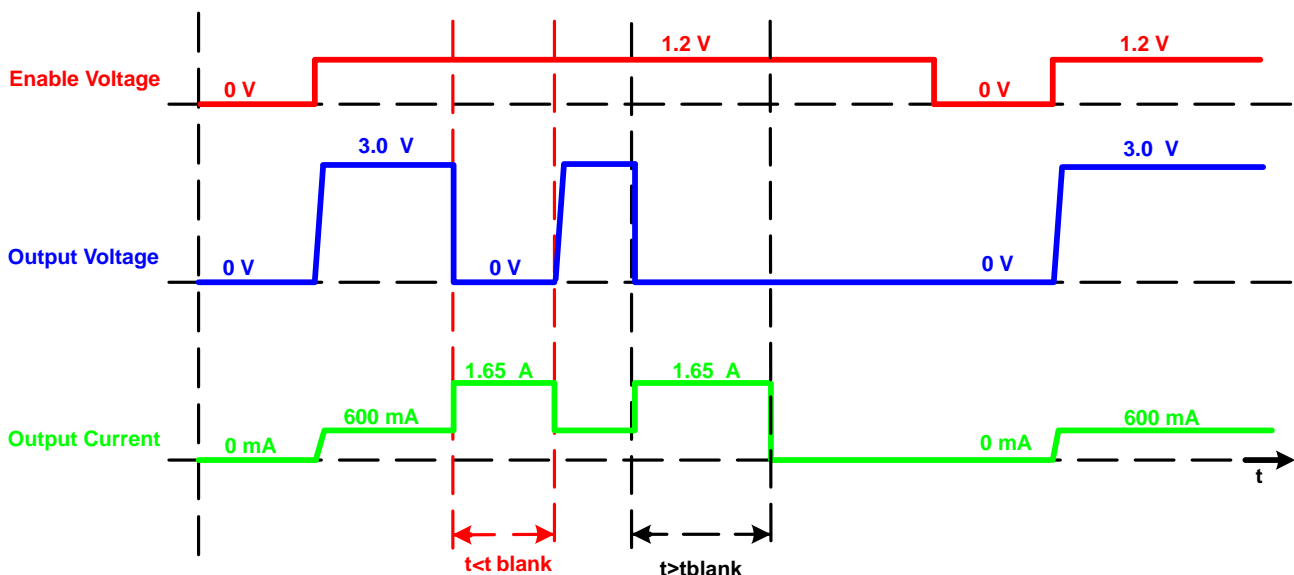 1.2 V
1.2 V
Enable Voltage
0 V
0 V
3.0 V
3.0 V
Output Voltage
0 V
0 V
0 V
1.65 A
1.65 A
600 mA
600 mA
Output Current
0 mA
0 mA
t
t<t blank
t>tblank